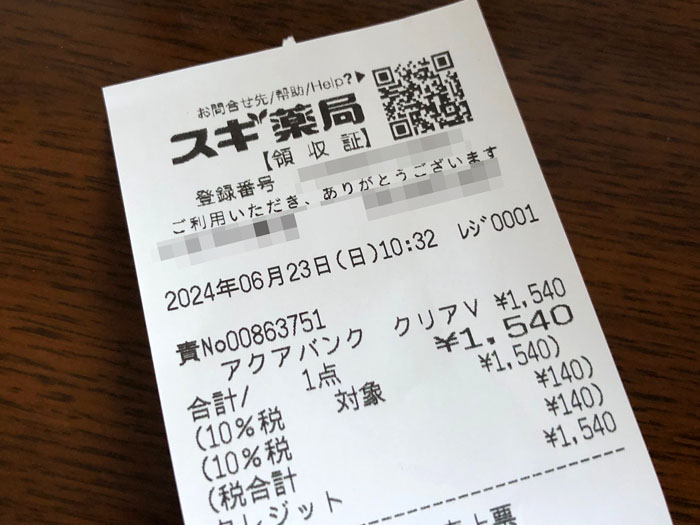 お問合せ先/帮助/Help?▶
スギ薬局
【領収証】
登録番号
ご利用いただき、ありがとうございます
2024年06月23日(日)10:32 レジ0001
責No00863751
アクアバンク クリアV ¥1,540
合計/ 1点 ¥1,540
(10%税 対象 ¥1,540)
(10%税 ¥140)
(税合計 ¥140)
クレジット ¥1,540